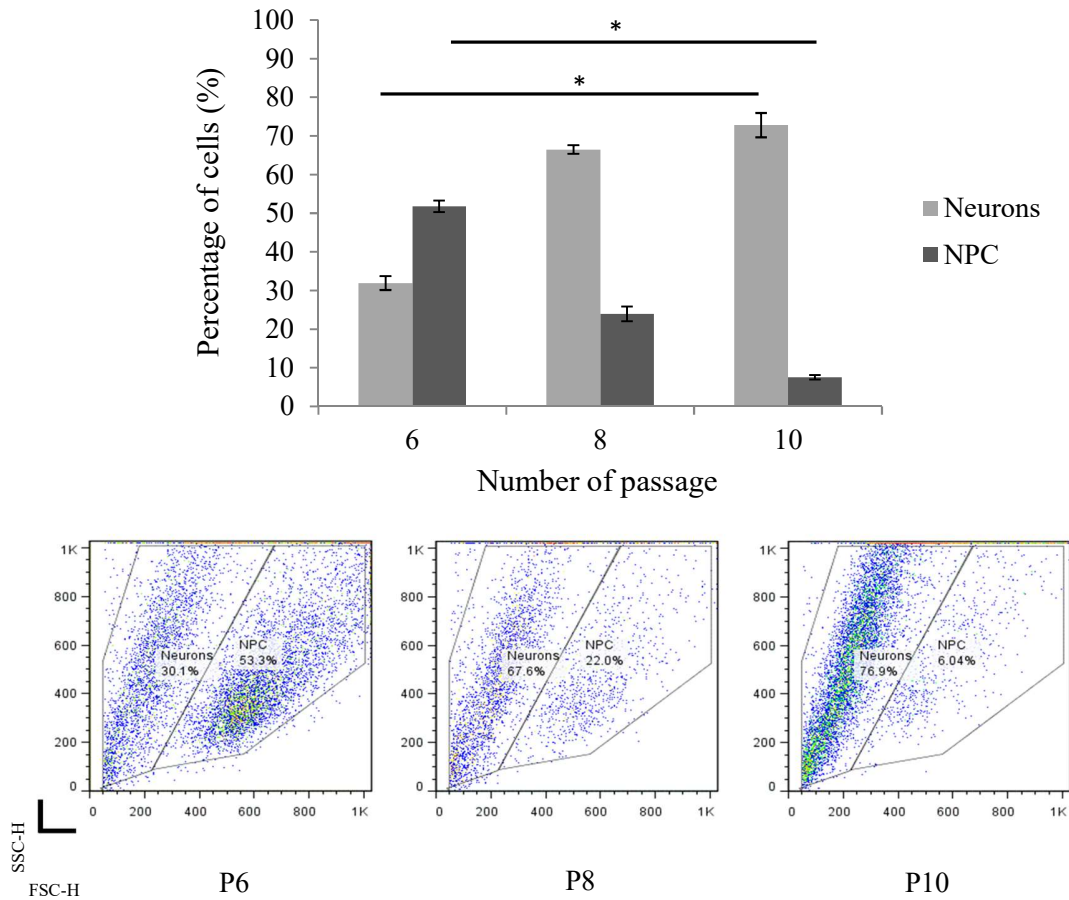 100
90
80
70
60
50
40
30
20
10
0
Percentage of cells (%)
*
*
6 8 10
Number of passage
Neurons
NPC
1K
800
600
400
200
0
Neurons
30.1%
NPC
53.3%
0 200 400 600 800 1K
1K
800
600
400
200
0
Neurons
67.6%
NPC
22.0%
0 200 400 600 800 1K
1K
800
600
400
200
0
Neurons
76.9%
NPC
6.04%
0 200 400 600 800 1K
SSC-H
FSC-H
P6 P8 P10